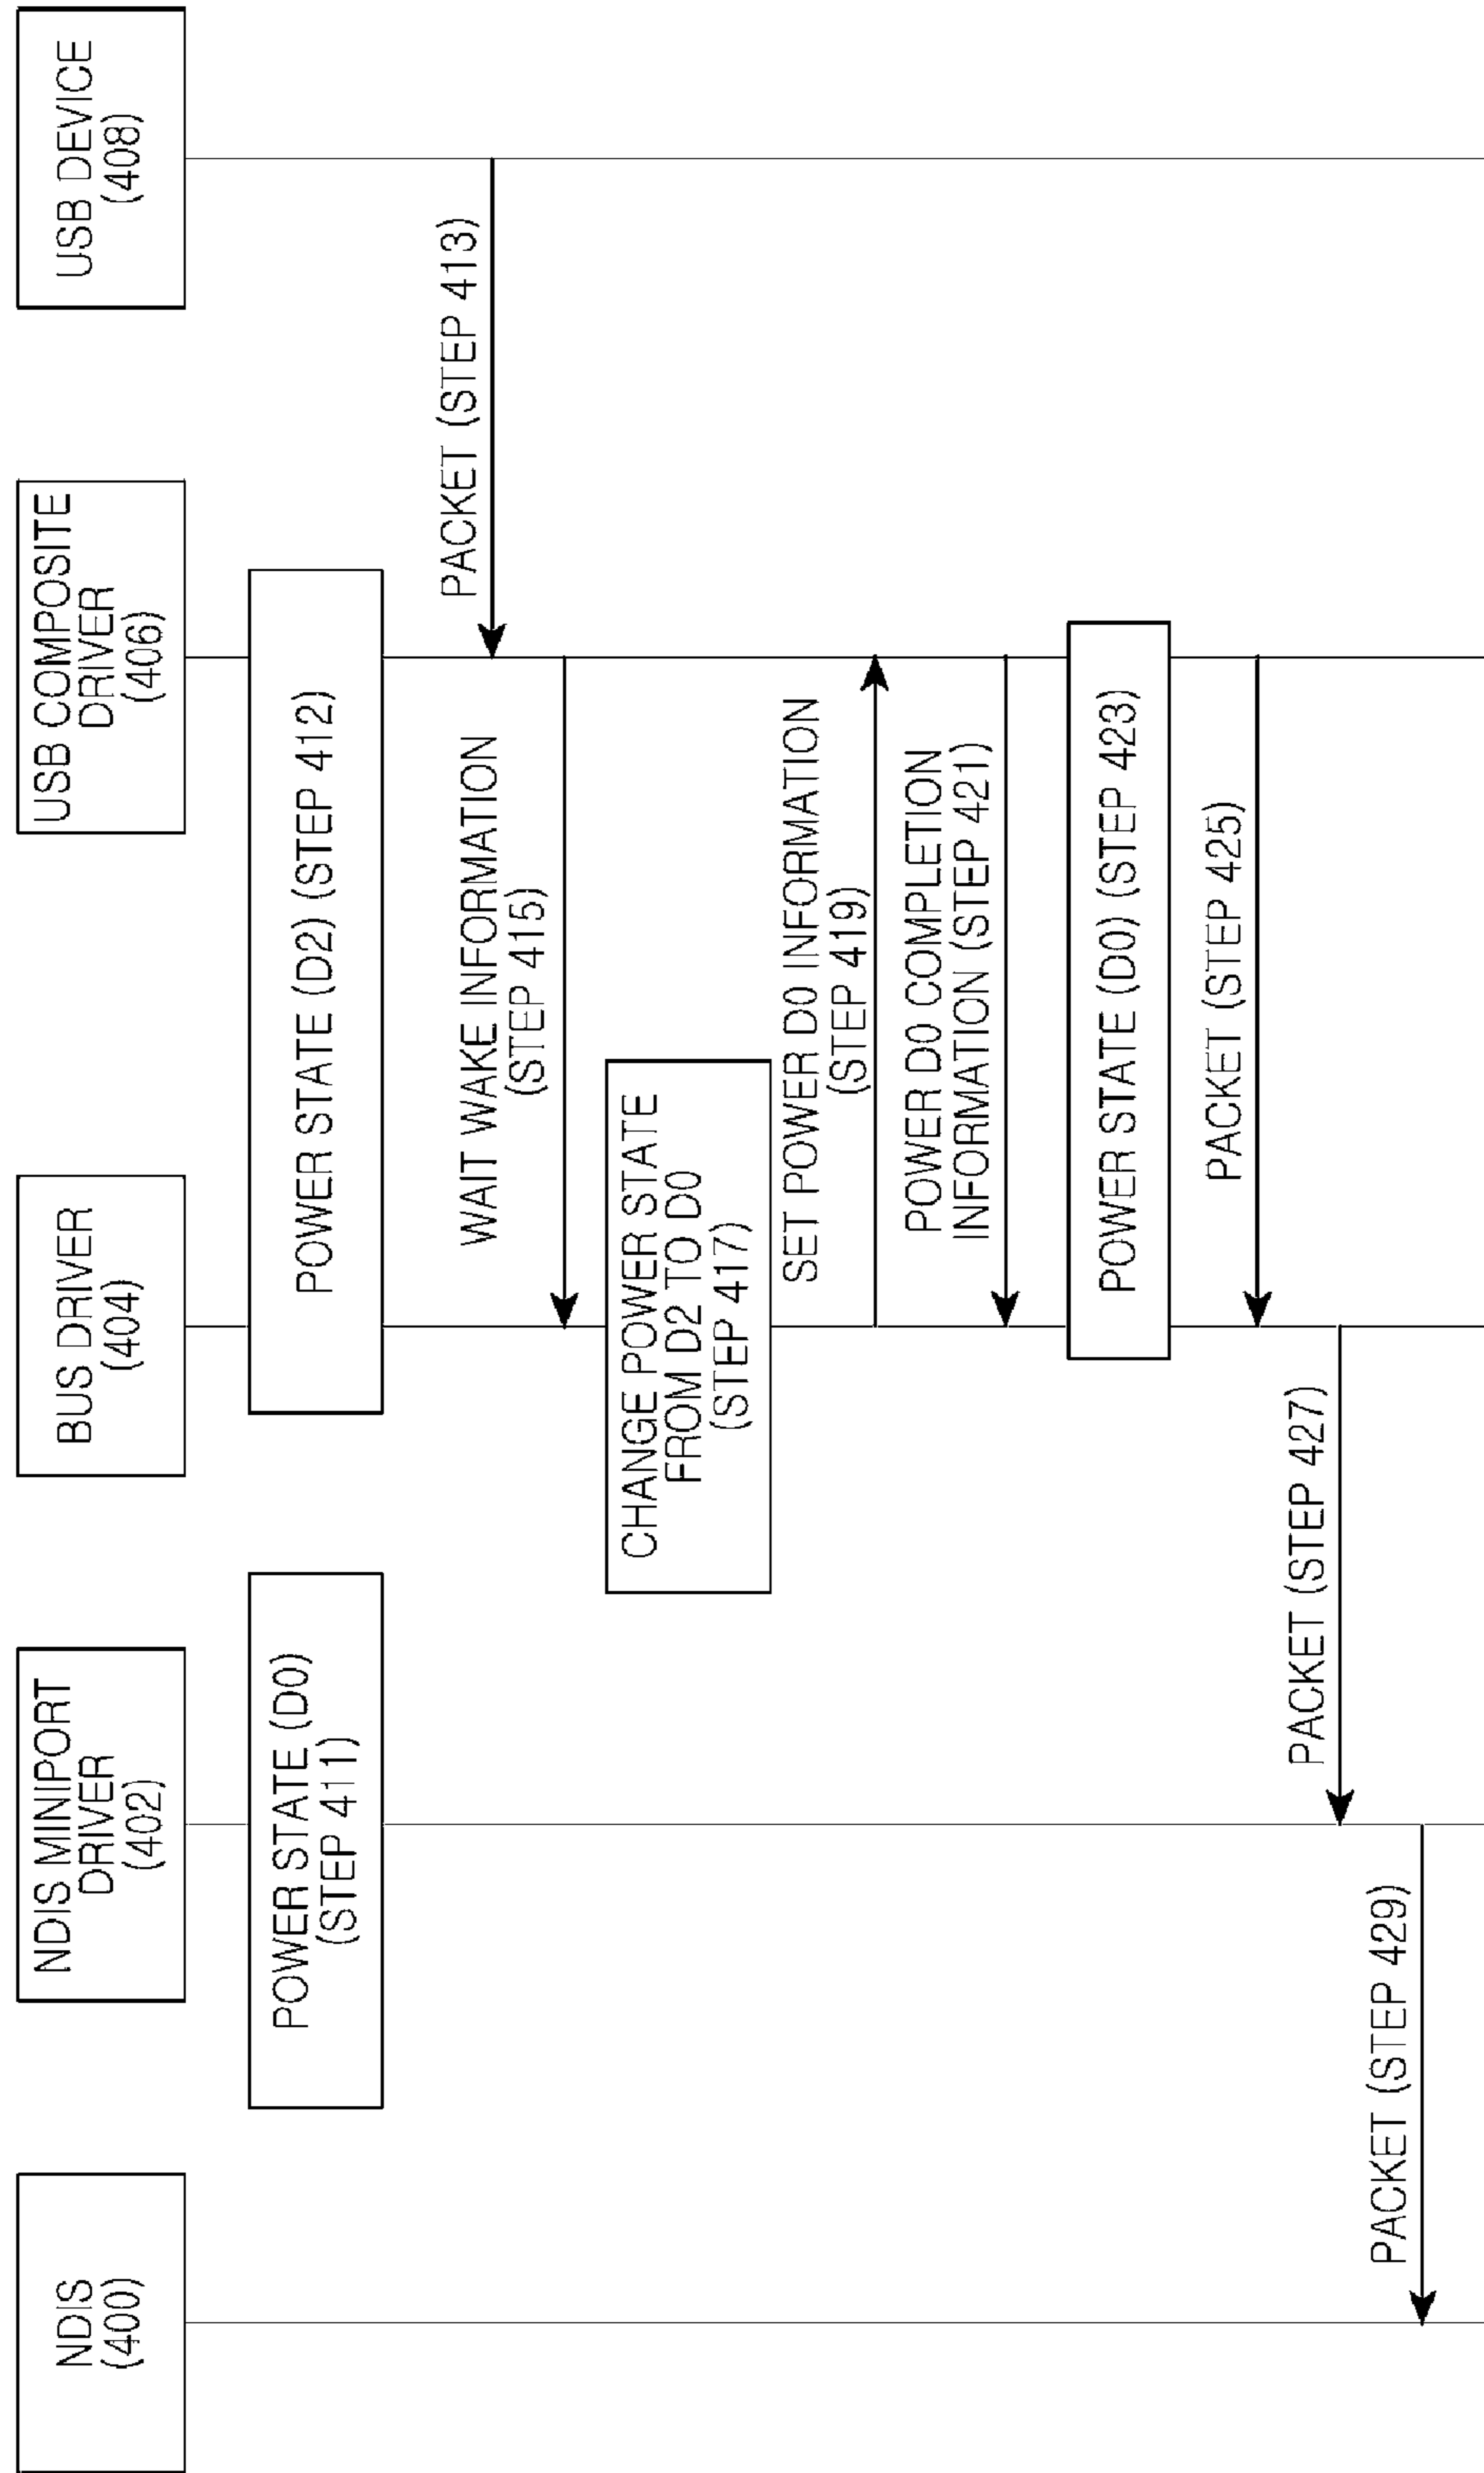 NDIS
(400)
NDIS MINIPORT
DRIVER
(402)
BUS DRIVER
(404)
USB COMPOSITE
DRIVER
(406)
USB DEVICE
(408)
POWER STATE (D0)
(STEP 411)
POWER STATE (D2) (STEP 412)
PACKET (STEP 413)
WAIT WAKE INFORMATION
(STEP 415)
CHANGE POWER STATE
FROM D2 TO D0
(STEP 417)
SET POWER D0 INFORMATION
(STEP 419)
POWER D0 COMPLETION
INFORMATION (STEP 421)
POWER STATE (D0) (STEP 423)
PACKET (STEP 425)
PACKET (STEP 427)
PACKET (STEP 429)